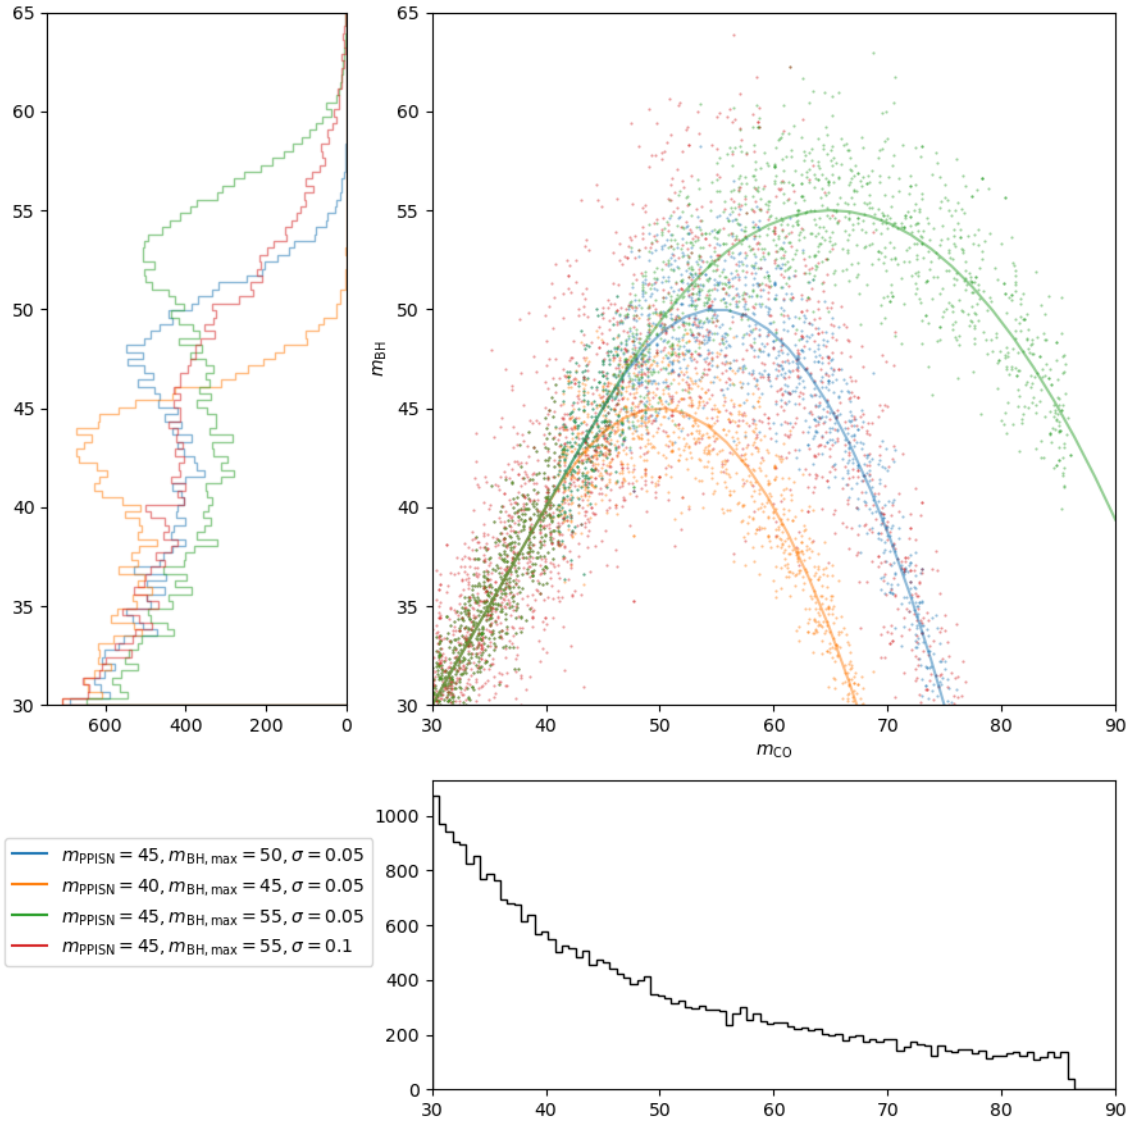 65
60
55
50
45
40
35
30
600 400 200 0
65
60
55
50
45
40
35
30
m_BH
30 40 50 60 70 80 90
m_CO
1000
800
600
400
200
0
30 40 50 60 70 80 90
m_PPISN = 45, m_BH, max = 50, σ = 0.05
m_PPISN = 40, m_BH, max = 45, σ = 0.05
m_PPISN = 45, m_BH, max = 55, σ = 0.05
m_PPISN = 45, m_BH, max = 55, σ = 0.1